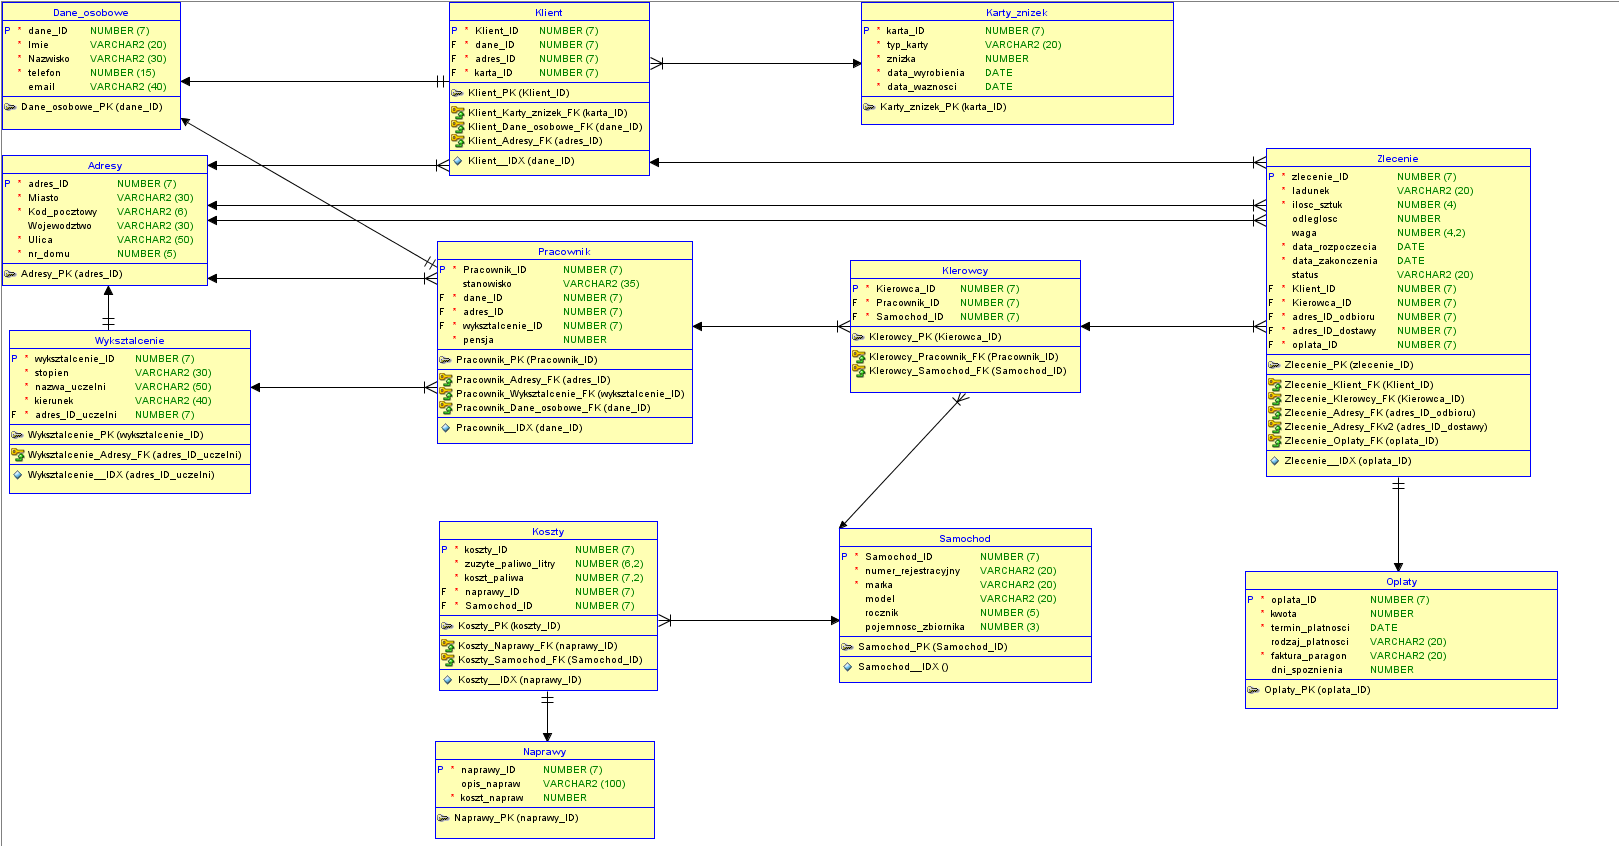 Dane_osobowe
P * dane_ID NUMBER (7)
* Imie VARCHAR2 (20)
* Nazwisko VARCHAR2 (30)
* telefon NUMBER (15)
email VARCHAR2 (40)
Dane_osobowe_PK (dane_ID)
Klient
P * Klient_ID NUMBER (7)
F * dane_ID NUMBER (7)
F * adres_ID NUMBER (7)
F * karta_ID NUMBER (7)
Klient_PK (Klient_ID)
Klient_Karty_znizek_FK (karta_ID)
Klient_Dane_osobowe_FK (dane_ID)
Klient_Adresy_FK (adres_ID)
Klient__IDX (dane_ID)
Karty_znizek
P * karta_ID NUMBER (7)
* typ_karty VARCHAR2 (20)
* znizka NUMBER
* data_wyrobienia DATE
* data_waznosci DATE
Karty_znizek_PK (karta_ID)
Adresy
P * adres_ID NUMBER (7)
* Miasto VARCHAR2 (30)
* Kod_pocztowy VARCHAR2 (6)
Wojewodztwo VARCHAR2 (30)
* Ulica VARCHAR2 (50)
* nr_domu NUMBER (5)
Adresy_PK (adres_ID)
Zlecenie
P * zlecenie_ID NUMBER (7)
* ladunek VARCHAR2 (20)
* ilosc_sztuk NUMBER (4)
odleglosc NUMBER
waga NUMBER (4,2)
* data_rozpoczecia DATE
* data_zakonczenia DATE
status VARCHAR2 (20)
F * Klient_ID NUMBER (7)
F * Kierowca_ID NUMBER (7)
F * adres_ID_odbioru NUMBER (7)
F * adres_ID_dostawy NUMBER (7)
F * oplata_ID NUMBER (7)
Zlecenie_PK (zlecenie_ID)
Zlecenie_Klient_FK (Klient_ID)
Zlecenie_Kierowcy_FK (Kierowca_ID)
Zlecenie_Adresy_FK (adres_ID_odbioru)
Zlecenie_Adresy_FKv2 (adres_ID_dostawy)
Zlecenie_Oplaty_FK (oplata_ID)
Zlecenie__IDX (oplata_ID)
Pracownik
P * Pracownik_ID NUMBER (7)
stanowisko VARCHAR2 (35)
F * dane_ID NUMBER (7)
F * adres_ID NUMBER (7)
F * wyksztalcenie_ID NUMBER (7)
* pensja NUMBER
Pracownik_PK (Pracownik_ID)
Pracownik_Adresy_FK (adres_ID)
Pracownik_Wyksztalcenie_FK (wyksztalcenie_ID)
Pracownik_Dane_osobowe_FK (dane_ID)
Pracownik__IDX (dane_ID)
Kierowcy
P * Kierowca_ID NUMBER (7)
F * Pracownik_ID NUMBER (7)
F * Samochod_ID NUMBER (7)
Kierowcy_PK (Kierowca_ID)
Kierowcy_Pracownik_FK (Pracownik_ID)
Kierowcy_Samochod_FK (Samochod_ID)
Wyksztalcenie
P * wyksztalcenie_ID NUMBER (7)
* stopien VARCHAR2 (30)
* nazwa_uczelni VARCHAR2 (50)
* kierunek VARCHAR2 (40)
F * adres_ID_uczelni NUMBER (7)
Wyksztalcenie_PK (wyksztalcenie_ID)
Wyksztalcenie_Adresy_FK (adres_ID_uczelni)
Wyksztalcenie__IDX (adres_ID_uczelni)
Koszty
P * koszty_ID NUMBER (7)
* zuzyte_paliwo_litry NUMBER (6,2)
* koszt_paliwa NUMBER (7,2)
F * naprawy_ID NUMBER (7)
F * Samochod_ID NUMBER (7)
Koszty_PK (koszty_ID)
Koszty_Naprawy_FK (naprawy_ID)
Koszty_Samochod_FK (Samochod_ID)
Koszty__IDX (naprawy_ID)
Samochod
P * Samochod_ID NUMBER (7)
* numer_rejestracyjny VARCHAR2 (20)
* marka VARCHAR2 (20)
model VARCHAR2 (20)
rocznik NUMBER (5)
pojemnosc_zbiornika NUMBER (3)
Samochod_PK (Samochod_ID)
Samochod__IDX ()
Oplaty
P * oplata_ID NUMBER (7)
* kwota NUMBER
* termin_platnosci DATE
rodzaj_platnosci VARCHAR2 (20)
* faktura_paragon VARCHAR2 (20)
dni_spoznienia NUMBER
Oplaty_PK (oplata_ID)
Naprawy
P * naprawy_ID NUMBER (7)
opis_napraw VARCHAR2 (100)
* koszt_napraw NUMBER
Naprawy_PK (naprawy_ID)